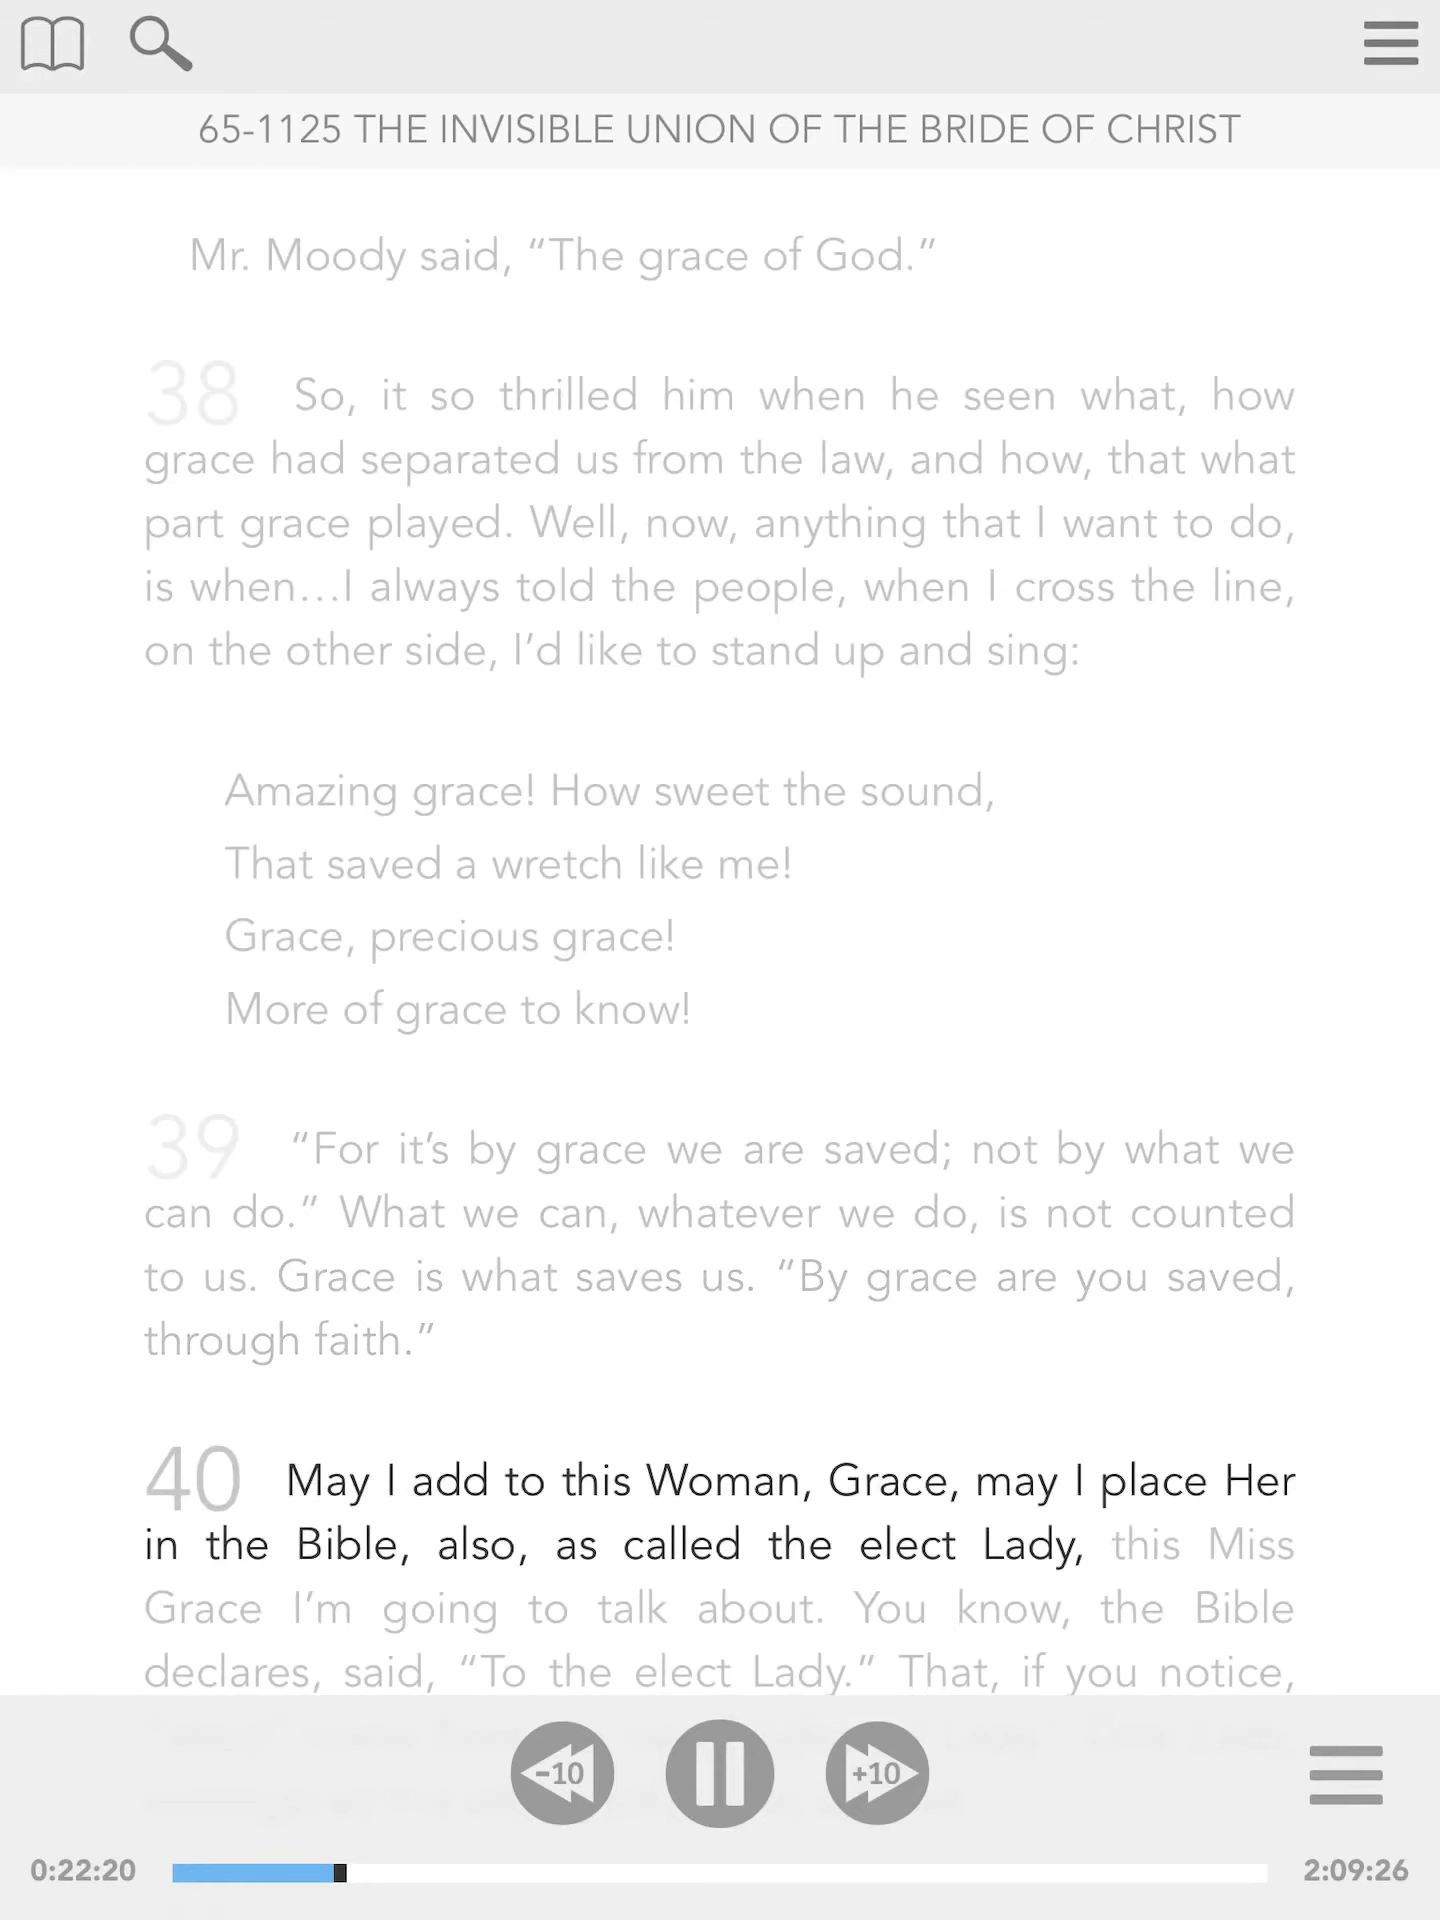 65-1125 THE INVISIBLE UNION OF THE BRIDE OF CHRIST
Mr. Moody said, “The grace of God.”
38 So, it so thrilled him when he seen what, how
grace had separated us from the law, and how, that what
part grace played. Well, now, anything that I want to do,
is when…I always told the people, when I cross the line,
on the other side, I’d like to stand up and sing:
Amazing grace! How sweet the sound,
That saved a wretch like me!
Grace, precious grace!
More of grace to know!
39 “For it’s by grace we are saved; not by what we
can do.” What we can, whatever we do, is not counted
to us. Grace is what saves us. “By grace are you saved,
through faith.”
40 May I add to this Woman, Grace, may I place Her
in the Bible, also, as called the elect Lady, this Miss
Grace I’m going to talk about. You know, the Bible
declares, said, “To the elect Lady.” That, if you notice,
-10 +10
0:22:20 2:09:26